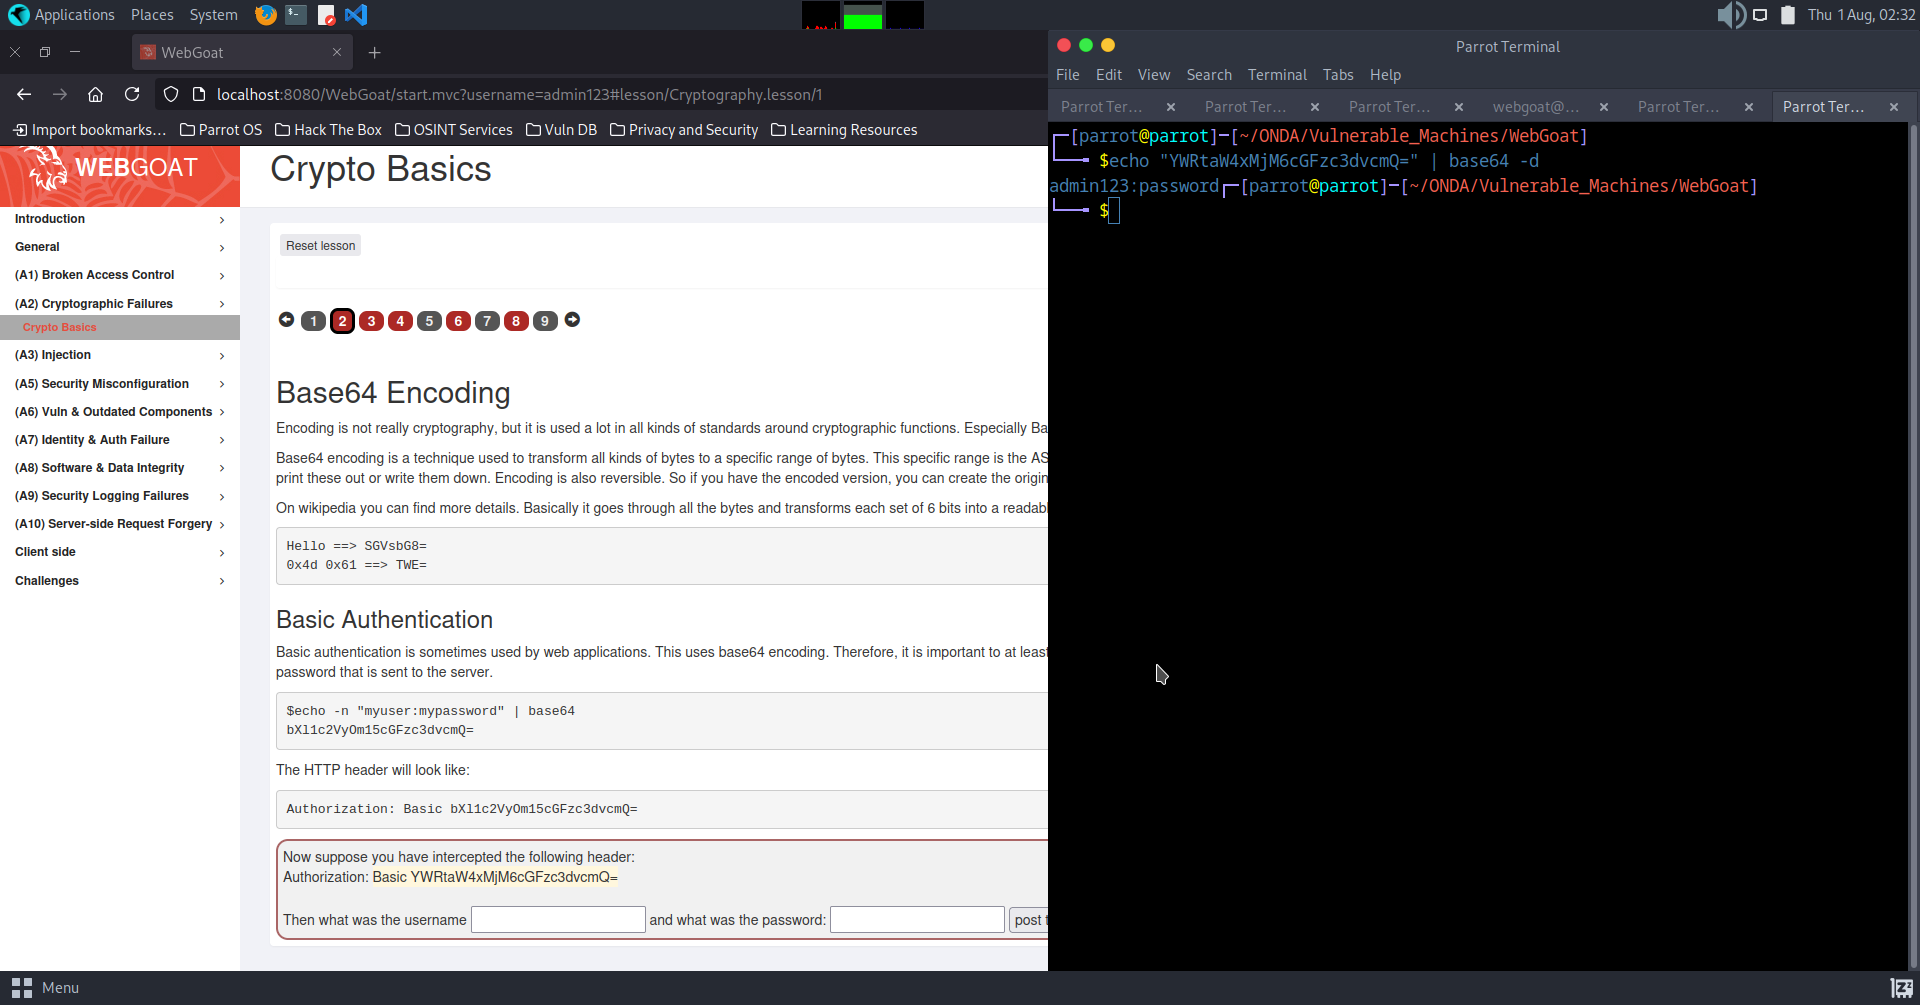 Applications Places System
Thu 1 Aug, 02:32
WebGoat
localhost:8080/WebGoat/start.mvc?username=admin123#lesson/Cryptography.lesson/1
Import bookmarks… Parrot OS Hack The Box OSINT Services Vuln DB Privacy and Security Learning Resources
WEBGOAT
Introduction
General
(A1) Broken Access Control
(A2) Cryptographic Failures
Crypto Basics
(A3) Injection
(A5) Security Misconfiguration
(A6) Vuln & Outdated Components
(A7) Identity & Auth Failure
(A8) Software & Data Integrity
(A9) Security Logging Failures
(A10) Server-side Request Forgery
Client side
Challenges
Crypto Basics
Reset lesson
1 2 3 4 5 6 7 8 9
Base64 Encoding
Encoding is not really cryptography, but it is used a lot in all kinds of standards around cryptographic functions. Especially Ba
Base64 encoding is a technique used to transform all kinds of bytes to a specific range of bytes. This specific range is the AS
print these out or write them down. Encoding is also reversible. So if you have the encoded version, you can create the origin
On wikipedia you can find more details. Basically it goes through all the bytes and transforms each set of 6 bits into a readabl
Hello ==> SGVsbG8=
0x4d 0x61 ==> TWE=
Basic Authentication
Basic authentication is sometimes used by web applications. This uses base64 encoding. Therefore, it is important to at least
password that is sent to the server.
$echo -n "myuser:mypassword" | base64
bXl1c2VyOm15cGFzc3dvcmQ=
The HTTP header will look like:
Authorization: Basic bXl1c2VyOm15cGFzc3dvcmQ=
Now suppose you have intercepted the following header:
Authorization: Basic YWRtaW4xMjM6cGFzc3dvcmQ=
Then what was the username and what was the password: post t
Parrot Terminal
File Edit View Search Terminal Tabs Help
Parrot Ter… Parrot Ter… Parrot Ter… webgoat@… Parrot Ter… Parrot Ter…
[parrot@parrot]-[~/ONDA/Vulnerable_Machines/WebGoat]
$echo "YWRtaW4xMjM6cGFzc3dvcmQ=" | base64 -d
admin123:password[parrot@parrot]-[~/ONDA/Vulnerable_Machines/WebGoat]
$
Menu